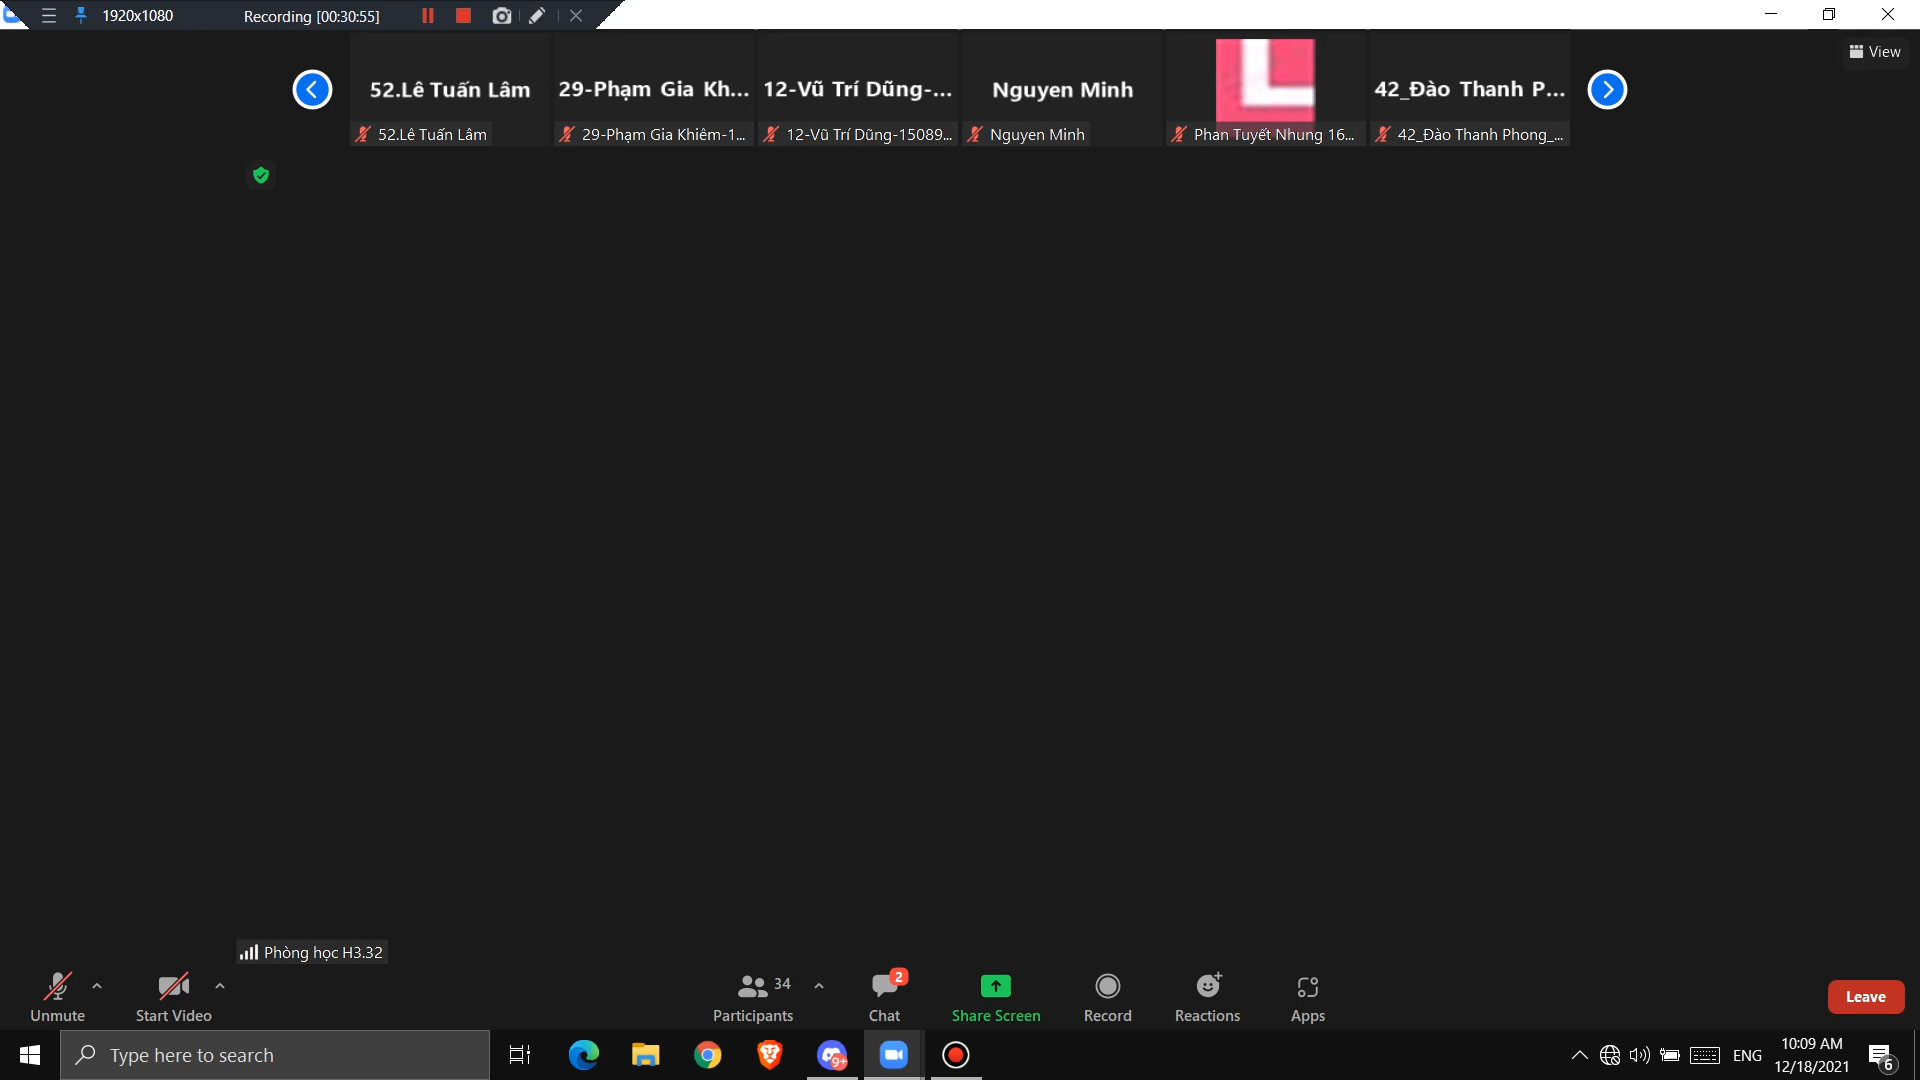 1920x1080
Recording [00:30:55]
View
52.Lê Tuấn Lâm
29-Phạm Gia Kh...
12-Vũ Trí Dũng-...
Nguyen Minh
42_Đào Thanh P...
52.Lê Tuấn Lâm
29-Phạm Gia Khiêm-1...
12-Vũ Trí Dũng-15089...
Nguyen Minh
Phan Tuyết Nhung 16...
42_Đào Thanh Phong_...
Phòng học H3.32
34
2
Unmute
Start Video
Participants
Chat
Share Screen
Record
Reactions
Apps
Leave
Type here to search
9+
ENG
10:09 AM
12/18/2021
6